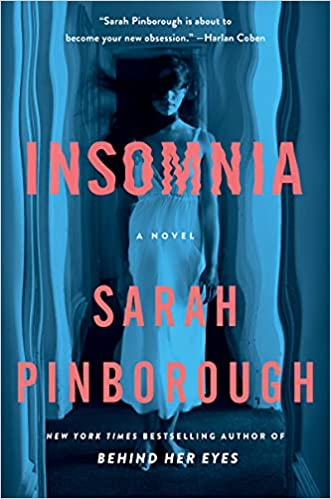 "Sarah Pinborough is about to
become your new obsession." —Harlan Coben
INSOMNIA
A NOVEL
SARAH
PINBOROUGH
NEW YORK TIMES BESTSELLING AUTHOR OF
BEHIND HER EYES